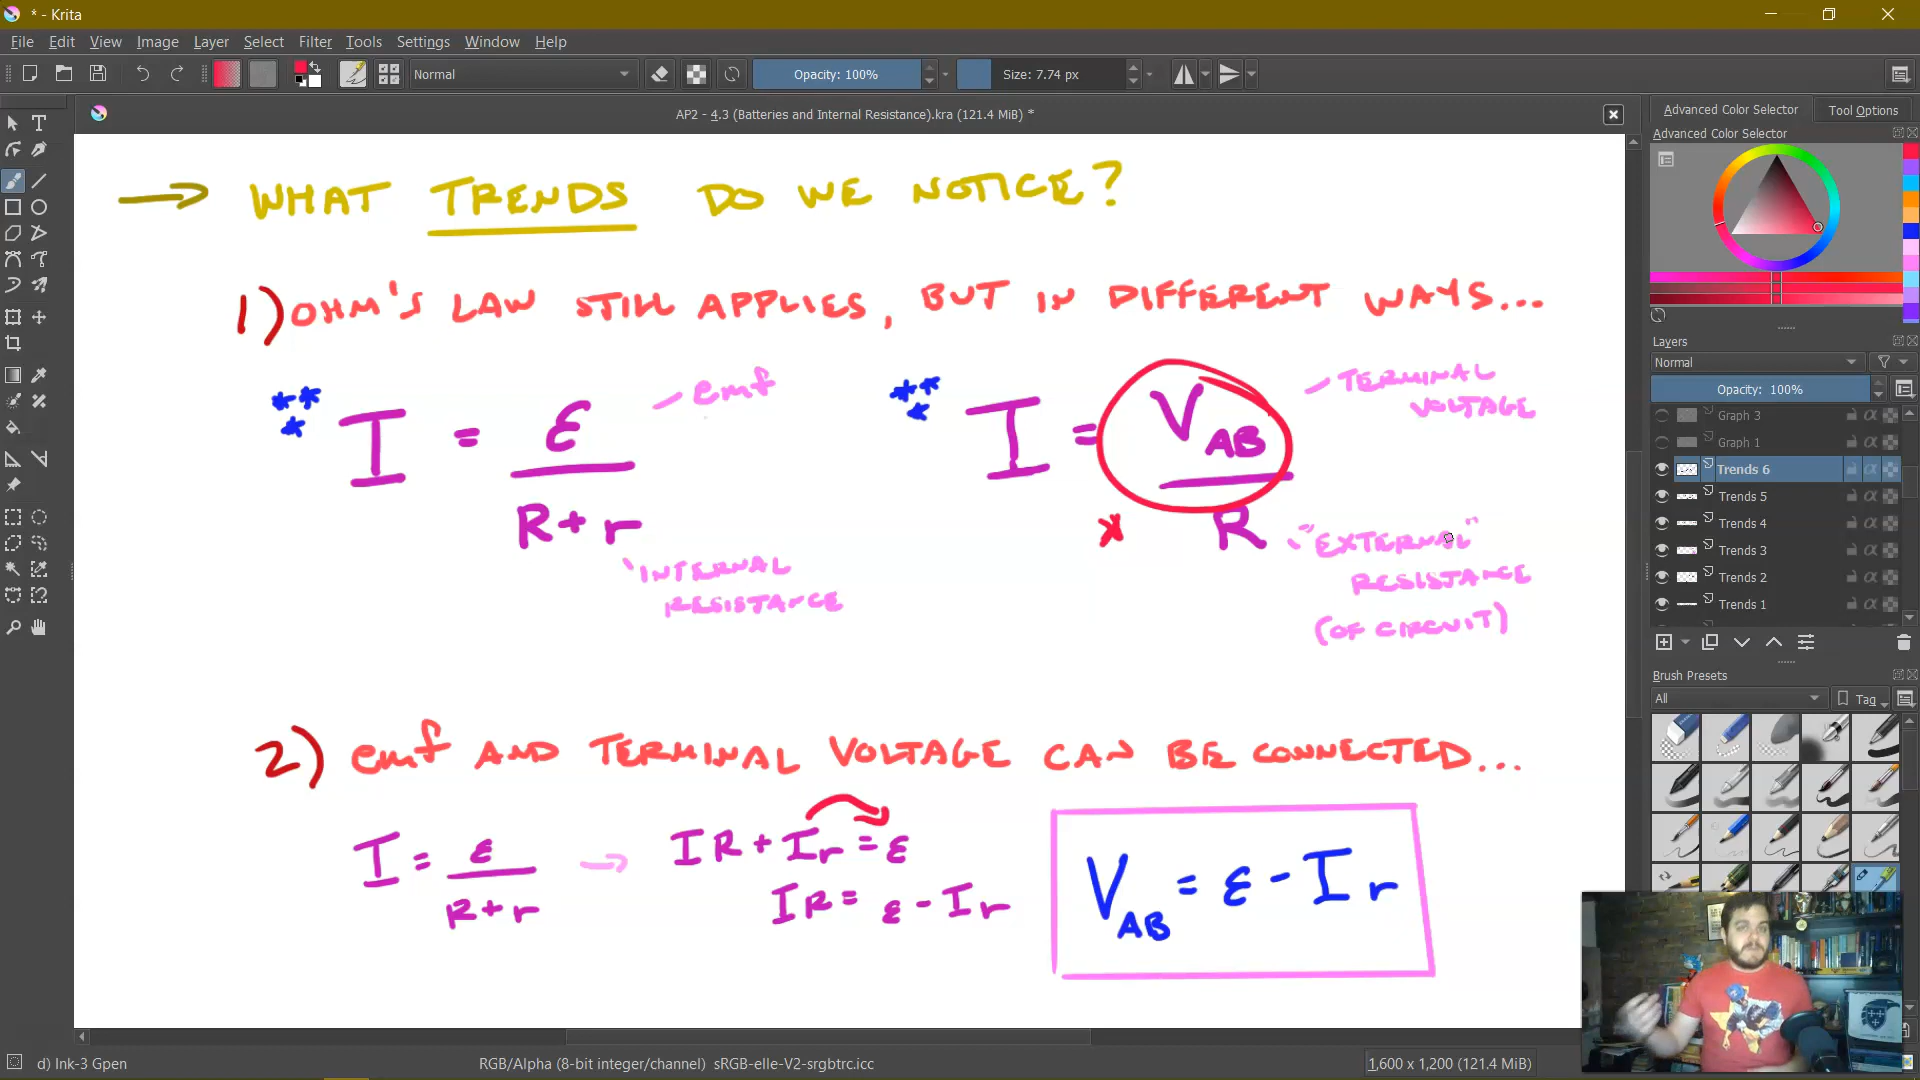 * - Krita
File Edit View Image Layer Select Filter Tools Settings Window Help
Normal
Opacity: 100%
Size: 7.74 px
AP2 - 4.3 (Batteries and Internal Resistance).kra (121.4 MiB) *
→ WHAT TRENDS DO WE NOTICE?
1) OHM'S LAW STILL APPLIES, BUT IN DIFFERENT WAYS...
*** I = ε / R + r
emf
INTERNAL
RESISTANCE
*** I = V_AB / R
TERMINAL
VOLTAGE
*
"EXTERNAL"
RESISTANCE
(OF CIRCUIT)
2) emf AND TERMINAL VOLTAGE CAN BE CONNECTED...
I = ε / R + r →
IR + Ir = ε
IR = ε - Ir
V_AB = ε - Ir
Advanced Color Selector Tool Options
Advanced Color Selector
Layers
Normal
Opacity: 100%
Graph 3
Graph 1
Trends 6
Trends 5
Trends 4
Trends 3
Trends 2
Trends 1
Brush Presets
All
Tag
d) Ink-3 Gpen
RGB/Alpha (8-bit integer/channel) sRGB-elle-V2-srgbtrc.icc
1,600 x 1,200 (121.4 MiB)